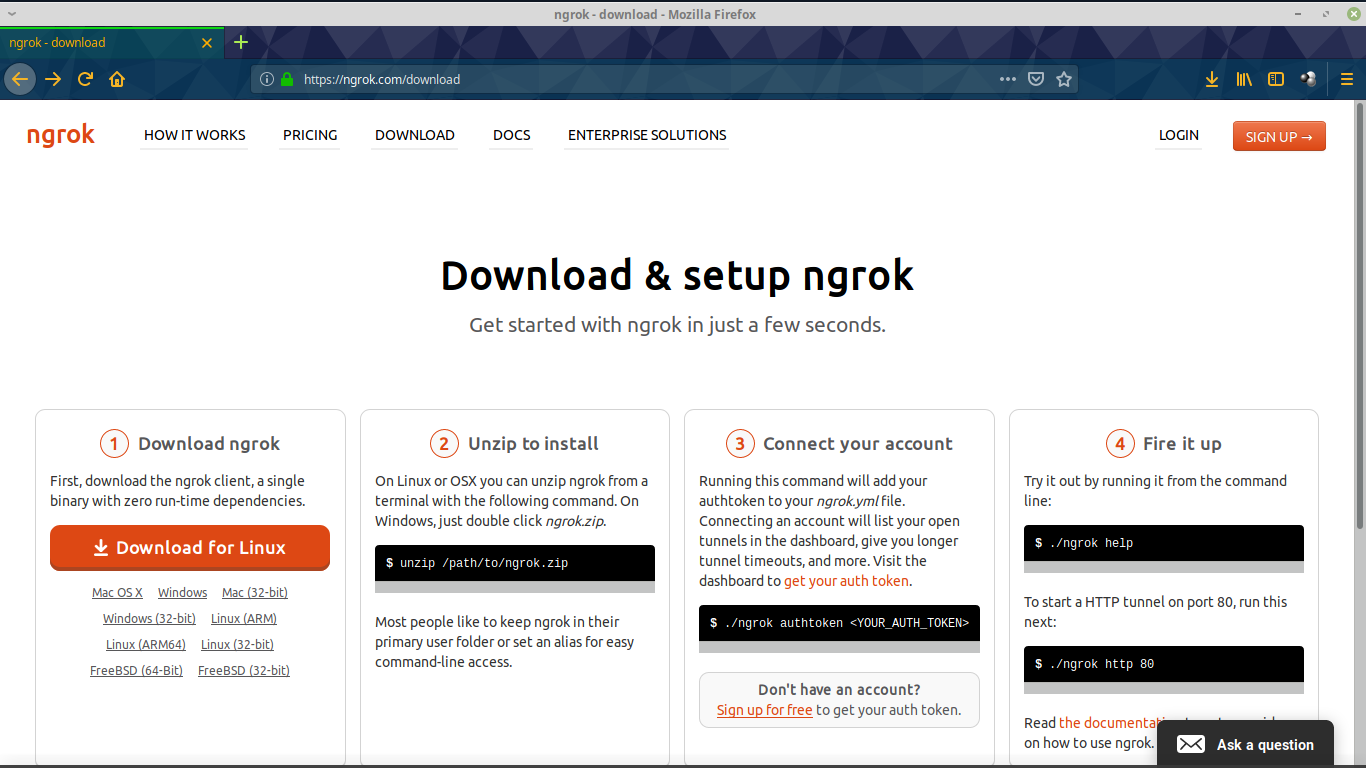 ngrok - download - Mozilla Firefox
ngrok - download
https://ngrok.com/download
ngrok
HOW IT WORKS
PRICING
DOWNLOAD
DOCS
ENTERPRISE SOLUTIONS
LOGIN
SIGN UP →
Download & setup ngrok
Get started with ngrok in just a few seconds.
1 Download ngrok
First, download the ngrok client, a single
binary with zero run-time dependencies.
Download for Linux
Mac OS X Windows Mac (32-bit)
Windows (32-bit) Linux (ARM)
Linux (ARM64) Linux (32-bit)
FreeBSD (64-Bit) FreeBSD (32-bit)
2 Unzip to install
On Linux or OSX you can unzip ngrok from a
terminal with the following command. On
Windows, just double click ngrok.zip.
$ unzip /path/to/ngrok.zip
Most people like to keep ngrok in their
primary user folder or set an alias for easy
command-line access.
3 Connect your account
Running this command will add your
authtoken to your ngrok.yml file.
Connecting an account will list your open
tunnels in the dashboard, give you longer
tunnel timeouts, and more. Visit the
dashboard to get your auth token.
$ ./ngrok authtoken <YOUR_AUTH_TOKEN>
Don't have an account?
Sign up for free to get your auth token.
4 Fire it up
Try it out by running it from the command
line:
$ ./ngrok help
To start a HTTP tunnel on port 80, run this
next:
$ ./ngrok http 80
Read the
on how to use ngrok.
Ask a question